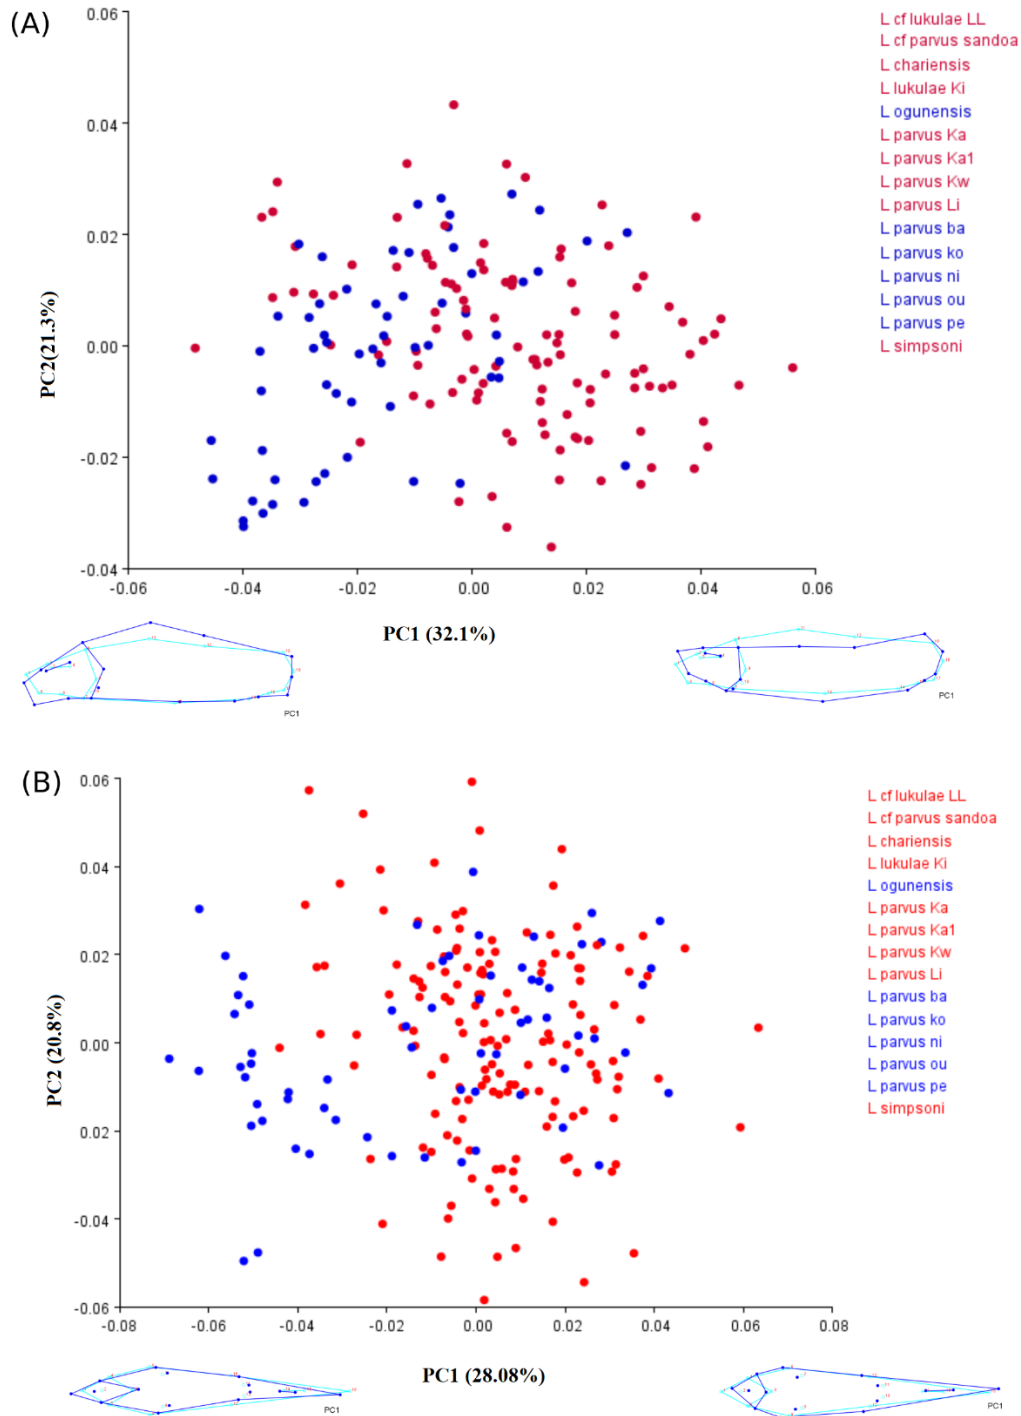 (A)
0.06
0.04
0.02
0.00
-0.02
-0.04
PC2(21.3%)
-0.06
-0.04
-0.02
0.00
0.02
0.04
0.06
PC1 (32.1%)
L cf lukulae LL
L cf parvus sandoa
L chariensis
L lukulae Ki
L ogunensis
L parvus Ka
L parvus Ka1
L parvus Kw
L parvus Li
L parvus ba
L parvus ko
L parvus ni
L parvus ou
L parvus pe
L simpsoni
PC1
PC1
(B)
0.06
0.04
0.02
0.00
0.02
-0.04
-0.06
PC2 (20.8%)
-0.08
-0.06
-0.04
-0.02
0.00
0.02
0.04
0.06
0.08
PC1 (28.08%)
L cf lukulae LL
L cf parvus sandoa
L chariensis
L lukulae Ki
L ogunensis
L parvus Ka
L parvus Ka1
L parvus Kw
L parvus Li
L parvus ba
L parvus ko
L parvus ni
L parvus ou
L parvus pe
L simpsoni
PC1
PC1